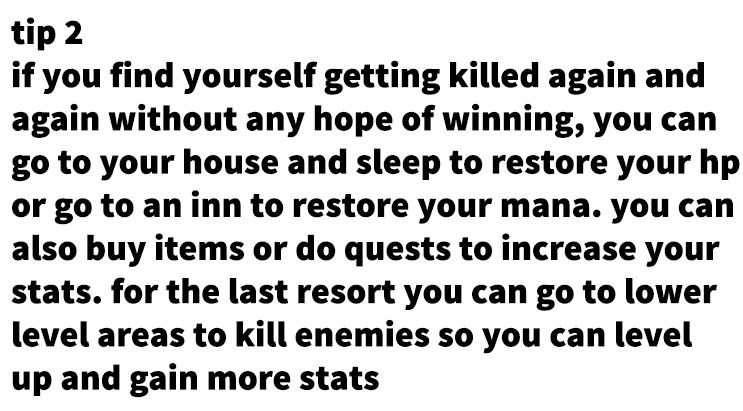 tip 2
if you find yourself getting killed again and
again without any hope of winning, you can
go to your house and sleep to restore your hp
or go to an inn to restore your mana. you can
also buy items or do quests to increase your
stats. for the last resort you can go to lower
level areas to kill enemies so you can level
up and gain more stats